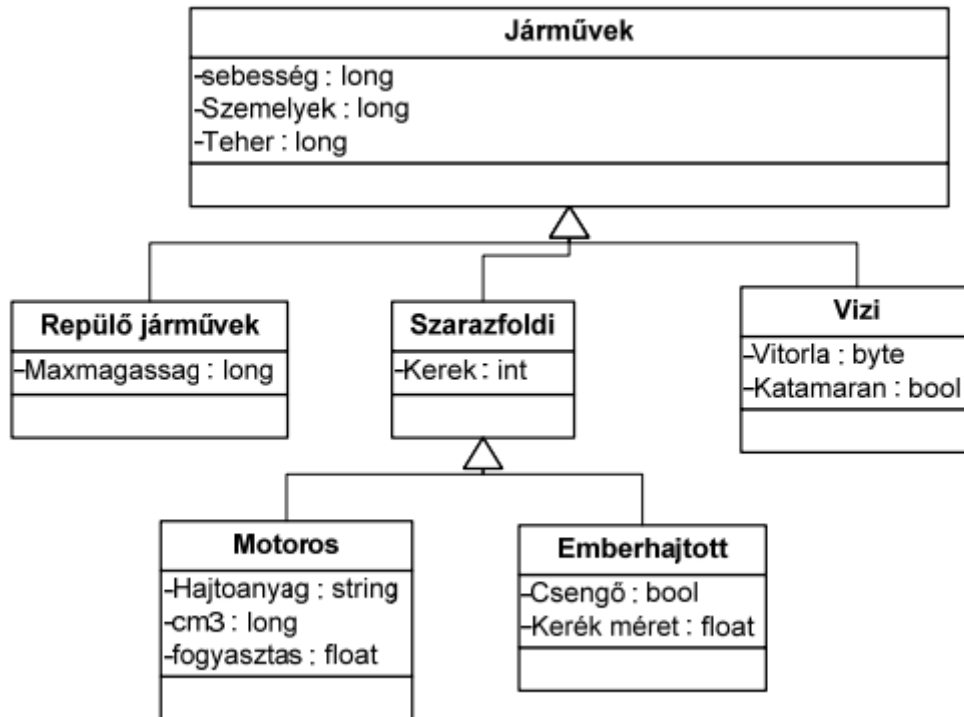 Járművek
-sebesség : long
-Szemelyek : long
-Teher : long
Repülő járművek
-Maxmagassag : long
Szarazfoldi
-Kerek : int
Vizi
-Vitorla : byte
-Katamaran : bool
Motoros
-Hajtoanyag : string
-cm3 : long
-fogyasztas : float
Emberhajtott
-Csengő : bool
-Kerék méret : float